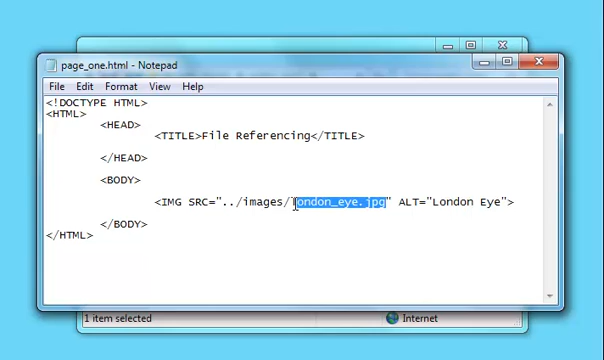 page_one.html - Notepad
File Edit Format View Help
<!DOCTYPE HTML>
<HTML>
<HEAD>
<TITLE>File Referencing</TITLE>
</HEAD>
<BODY>
<IMG SRC="../images/london_eye.jpg" ALT="London Eye">
</BODY>
</HTML>
1 item selected Internet